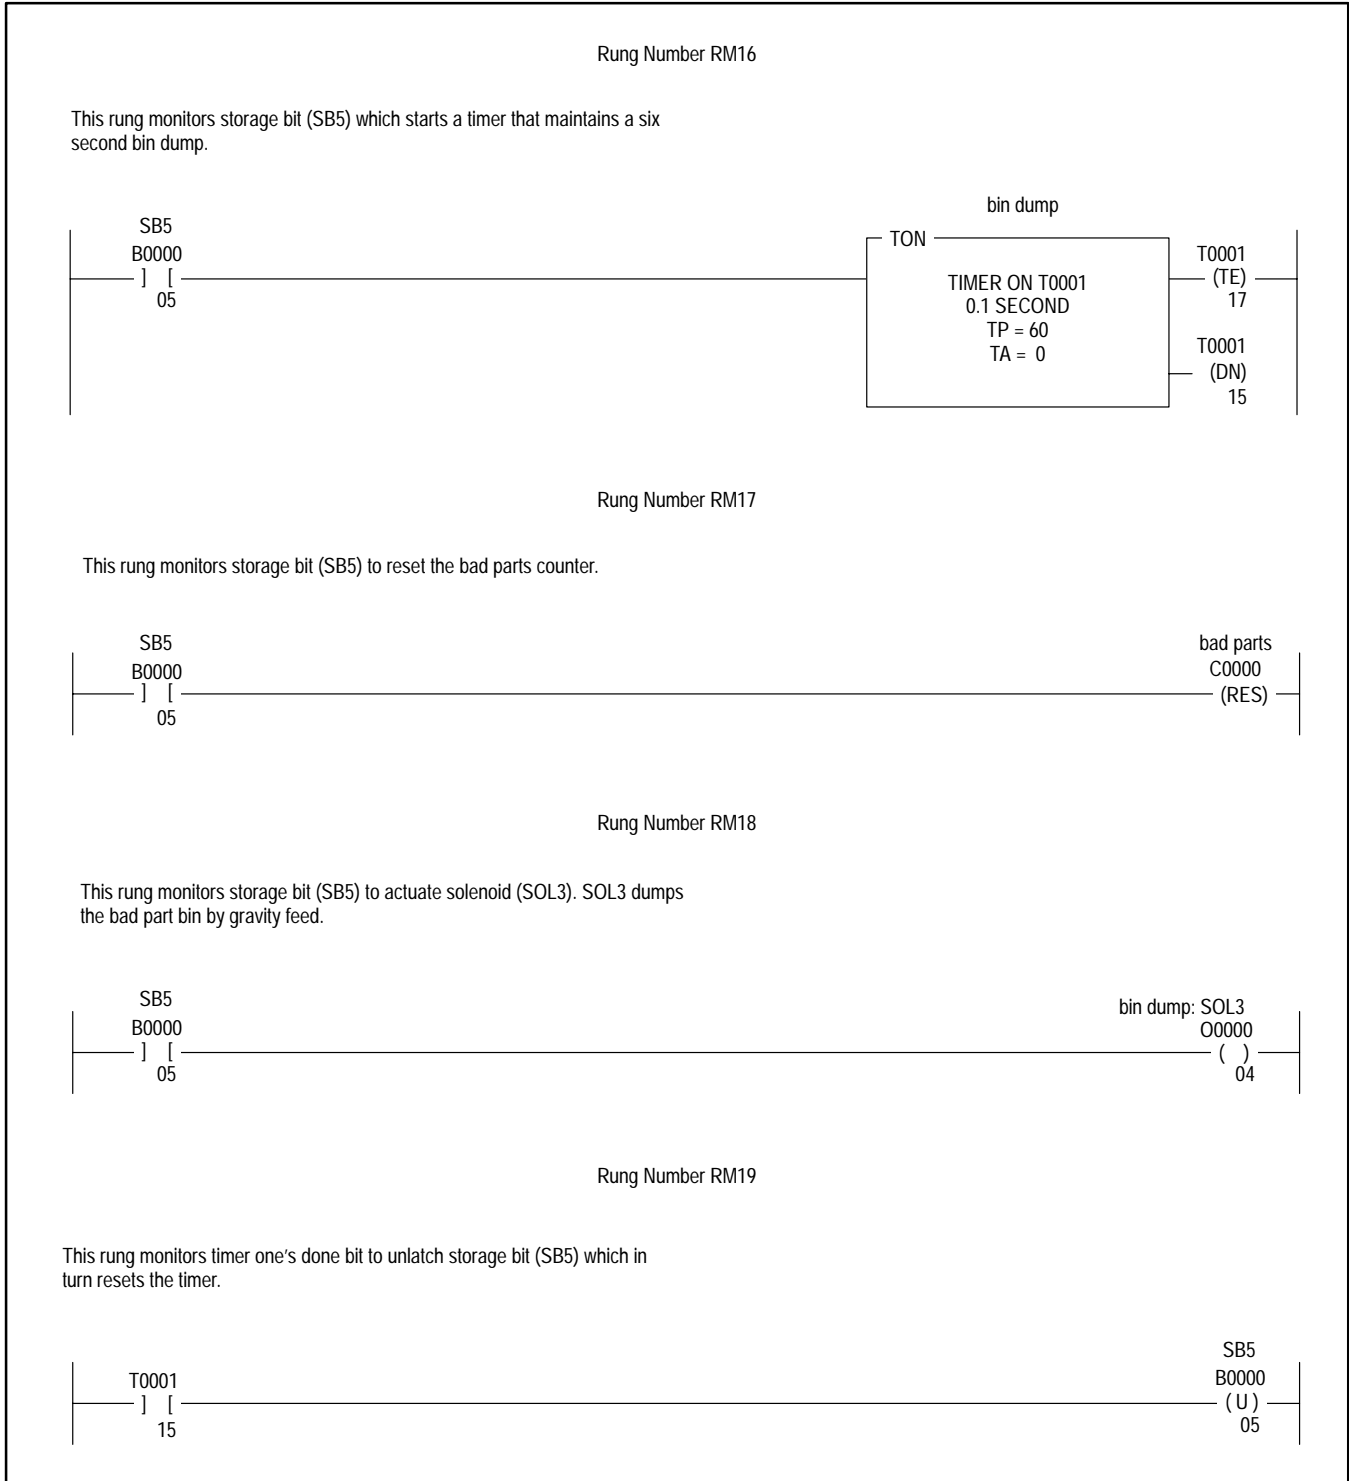 Rung Number RM16
This rung monitors storage bit (SB5) which starts a timer that maintains a six
second bin dump.
bin dump
SB5
B0000
] [
05
TON
TIMER ON T0001
0.1 SECOND
TP = 60
TA = 0
T0001
(TE)
17
T0001
(DN)
15
Rung Number RM17
This rung monitors storage bit (SB5) to reset the bad parts counter.
SB5
B0000
] [
05
bad parts
C0000
(RES)
Rung Number RM18
This rung monitors storage bit (SB5) to actuate solenoid (SOL3). SOL3 dumps
the bad part bin by gravity feed.
SB5
B0000
] [
05
bin dump: SOL3
O0000
( )
04
Rung Number RM19
This rung monitors timer one’s done bit to unlatch storage bit (SB5) which in
turn resets the timer.
T0001
] [
15
SB5
B0000
( U )
05